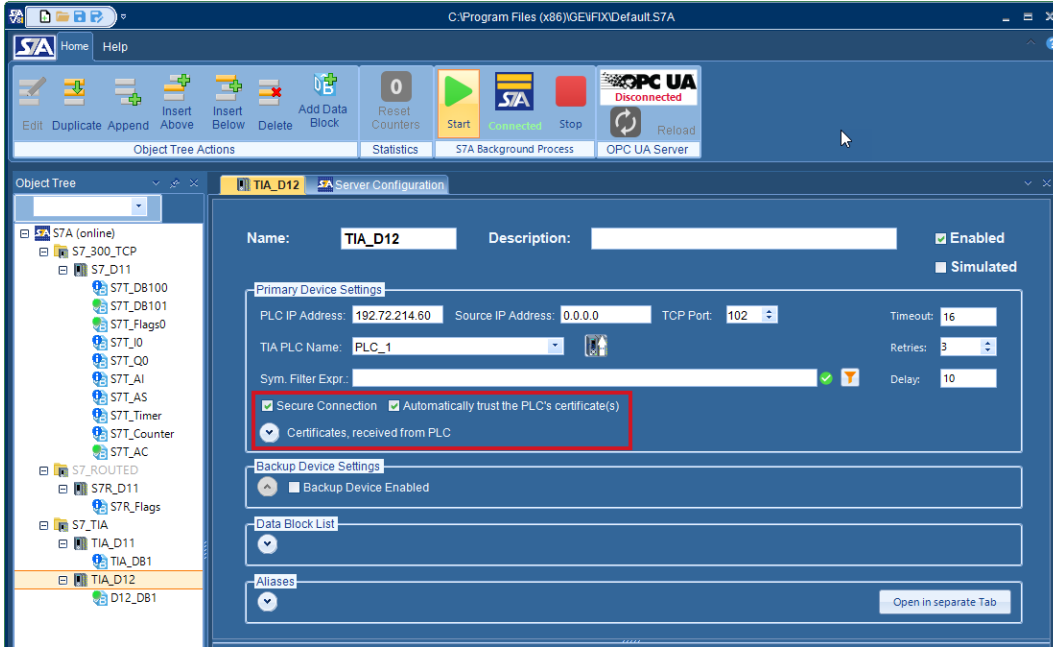 C:\Program Files (x86)\GE\iFIX\Default.S7A
S7A Home Help
Edit Duplicate Append Insert Above Insert Below Delete Add Data Block
Object Tree Actions
0 Reset Counters
Statistics
Start S7A Connected Stop
S7A Background Process
OPC UA
Disconnected
Reload
OPC UA Server
Object Tree
S7A (online)
S7_300_TCP
S7_D11
S7T_DB100
S7T_DB101
S7T_Flags0
S7T_I0
S7T_Q0
S7T_AI
S7T_AS
S7T_Timer
S7T_Counter
S7T_AC
S7_ROUTED
S7R_D11
S7R_Flags
S7_TIA
TIA_D11
TIA_DB1
TIA_D12
D12_DB1
TIA_D12 Server Configuration
Name: TIA_D12 Description: Enabled
Simulated
Primary Device Settings
PLC IP Address: 192.72.214.60 Source IP Address: 0.0.0.0 TCP Port: 102 Timeout: 16
TIA PLC Name: PLC_1 Retries: 3
Sym. Filter Expr.: Delay: 10
Secure Connection Automatically trust the PLC's certificate(s)
Certificates, received from PLC
Backup Device Settings
Backup Device Enabled
Data Block List
Aliases
Open in separate Tab